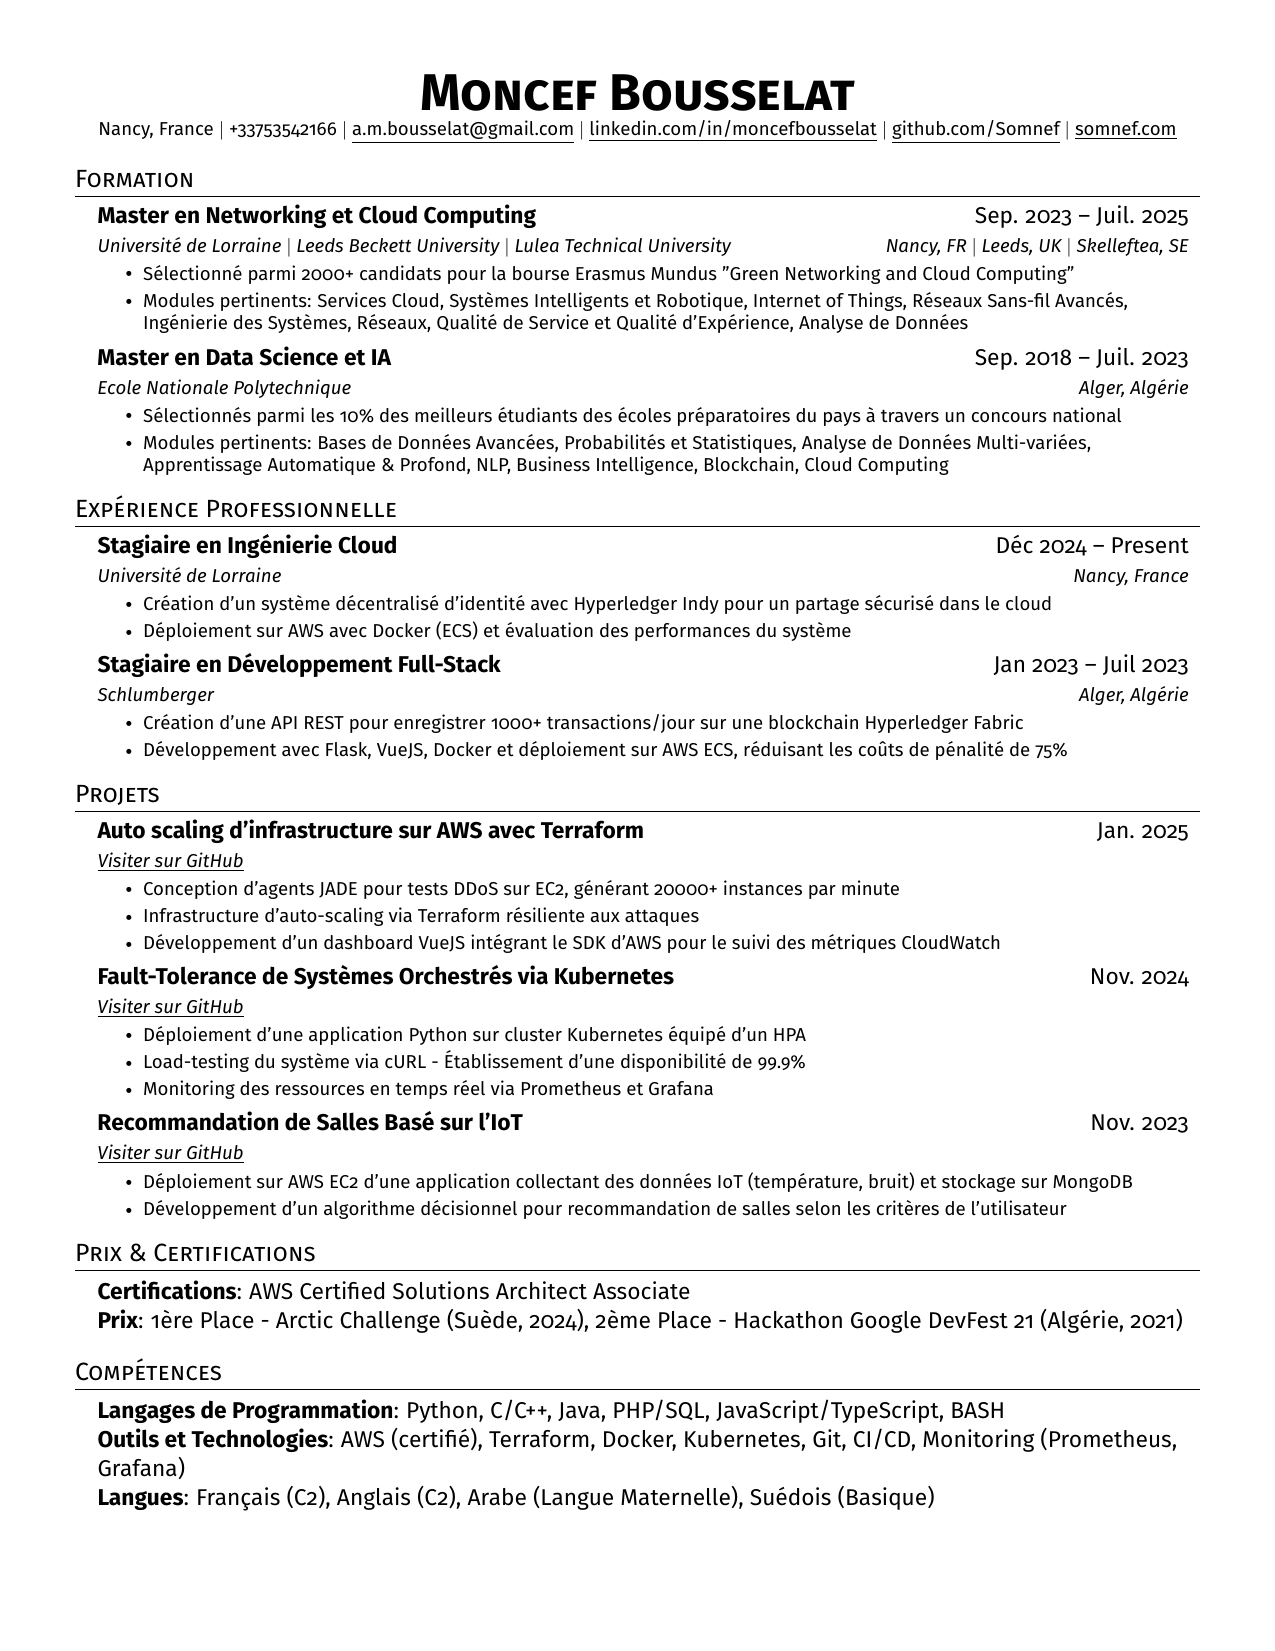 Moncef Bousselat
Nancy, France | +33753542166 | a.m.bousselat@gmail.com | linkedin.com/in/moncefbousselat | github.com/Somnef | somnef.com
Formation
Master en Networking et Cloud Computing Sep. 2023 – Juil. 2025
Université de Lorraine | Leeds Beckett University | Lulea Technical University Nancy, FR | Leeds, UK | Skelleftea, SE
• Sélectionné parmi 2000+ candidats pour la bourse Erasmus Mundus ”Green Networking and Cloud Computing”
• Modules pertinents: Services Cloud, Systèmes Intelligents et Robotique, Internet of Things, Réseaux Sans-fil Avancés,
Ingénierie des Systèmes, Réseaux, Qualité de Service et Qualité d’Expérience, Analyse de Données
Master en Data Science et IA Sep. 2018 – Juil. 2023
Ecole Nationale Polytechnique Alger, Algérie
• Sélectionnés parmi les 10% des meilleurs étudiants des écoles préparatoires du pays à travers un concours national
• Modules pertinents: Bases de Données Avancées, Probabilités et Statistiques, Analyse de Données Multi-variées,
Apprentissage Automatique & Profond, NLP, Business Intelligence, Blockchain, Cloud Computing
Expérience Professionnelle
Stagiaire en Ingénierie Cloud Déc 2024 – Present
Université de Lorraine Nancy, France
• Création d’un système décentralisé d’identité avec Hyperledger Indy pour un partage sécurisé dans le cloud
• Déploiement sur AWS avec Docker (ECS) et évaluation des performances du système
Stagiaire en Développement Full-Stack Jan 2023 – Juil 2023
Schlumberger Alger, Algérie
• Création d’une API REST pour enregistrer 1000+ transactions/jour sur une blockchain Hyperledger Fabric
• Développement avec Flask, VueJS, Docker et déploiement sur AWS ECS, réduisant les coûts de pénalité de 75%
Projets
Auto scaling d’infrastructure sur AWS avec Terraform Jan. 2025
Visiter sur GitHub
• Conception d’agents JADE pour tests DDoS sur EC2, générant 20000+ instances par minute
• Infrastructure d’auto-scaling via Terraform résiliente aux attaques
• Développement d’un dashboard VueJS intégrant le SDK d’AWS pour le suivi des métriques CloudWatch
Fault-Tolerance de Systèmes Orchestrés via Kubernetes Nov. 2024
Visiter sur GitHub
• Déploiement d’une application Python sur cluster Kubernetes équipé d’un HPA
• Load-testing du système via cURL - Établissement d’une disponibilité de 99.9%
• Monitoring des ressources en temps réel via Prometheus et Grafana
Recommandation de Salles Basé sur l’IoT Nov. 2023
Visiter sur GitHub
• Déploiement sur AWS EC2 d’une application collectant des données IoT (température, bruit) et stockage sur MongoDB
• Développement d’un algorithme décisionnel pour recommandation de salles selon les critères de l’utilisateur
Prix & Certifications
Certifications: AWS Certified Solutions Architect Associate
Prix: 1ère Place - Arctic Challenge (Suède, 2024), 2ème Place - Hackathon Google DevFest 21 (Algérie, 2021)
Compétences
Langages de Programmation: Python, C/C++, Java, PHP/SQL, JavaScript/TypeScript, BASH
Outils et Technologies: AWS (certifié), Terraform, Docker, Kubernetes, Git, CI/CD, Monitoring (Prometheus,
Grafana)
Langues: Français (C2), Anglais (C2), Arabe (Langue Maternelle), Suédois (Basique)